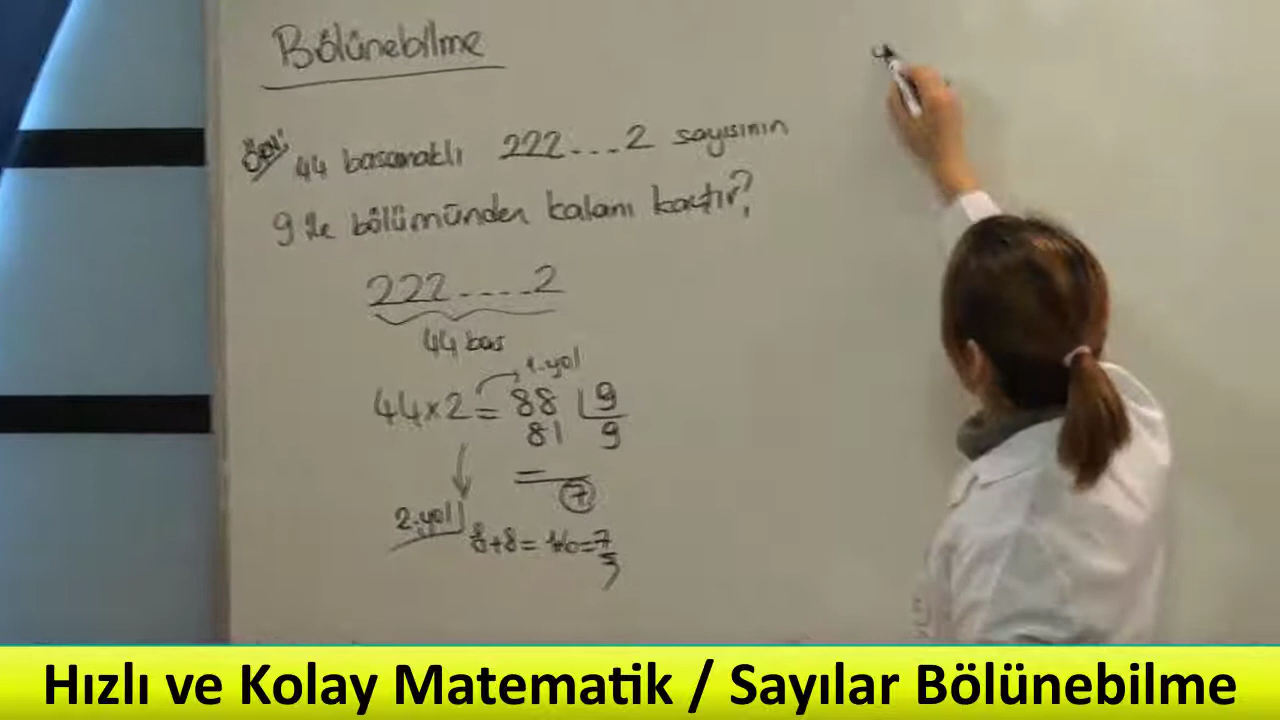 Bölünebilme
Örn: 44 basamaklı 222...2 sayısının
9 ile bölümünden kalanı kaçtır?
222....2
44 bas
1.yol
44x2 = 88 9
81 9
7
2.yol 8+8=16=7
Hızlı ve Kolay Matematik / Sayılar Bölünebilme